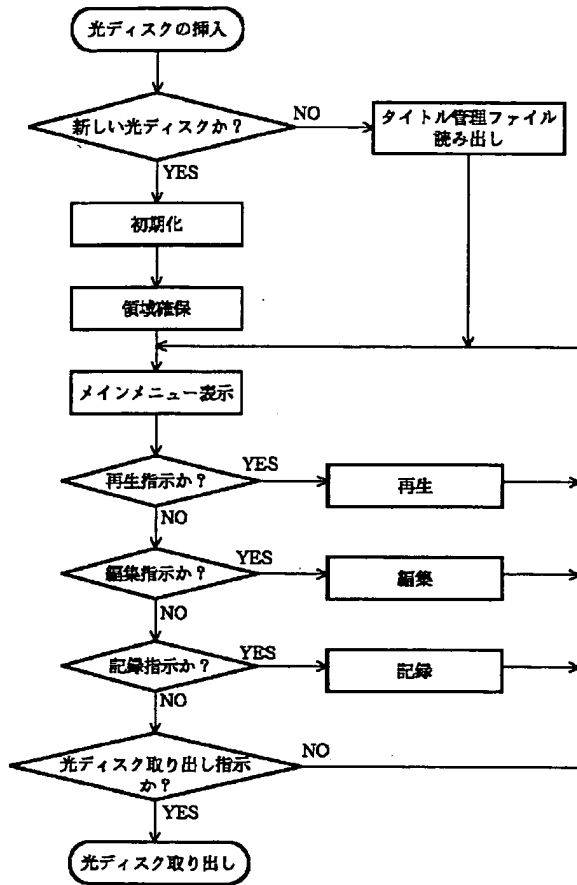 光ディスクの挿入
新しい光ディスクか？
NO
タイトル管理ファイル
読み出し
YES
初期化
領域確保
メインメニュー表示
再生指示か？
YES
再生
NO
編集指示か？
YES
編集
NO
記録指示か？
YES
記録
NO
光ディスク取り出し指示
か？
NO
YES
光ディスク取り出し